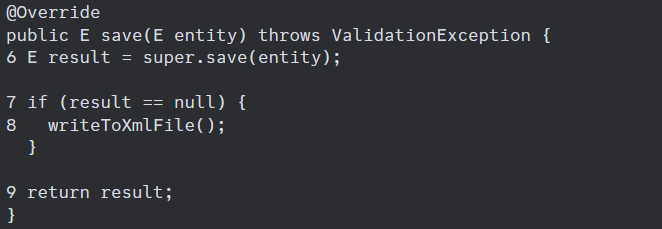 @Override
public E save(E entity) throws ValidationException {
6 E result = super.save(entity);
7 if (result == null) {
8   writeToXmlFile();
  }
9 return result;
}